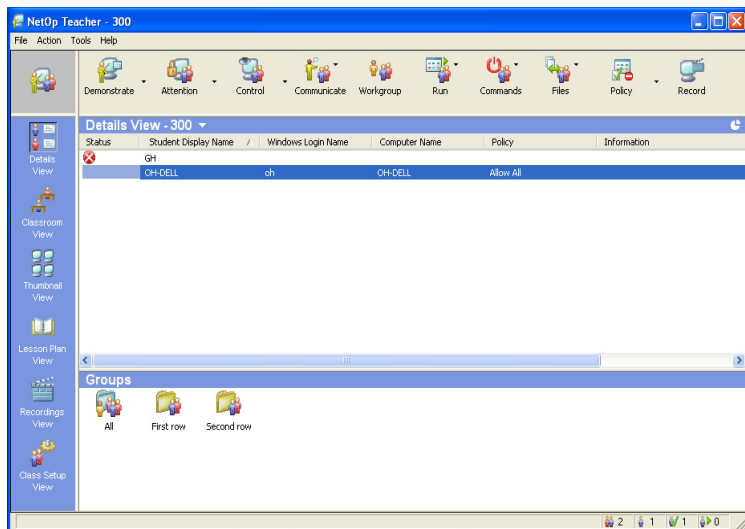 NetOp Teacher - 300
File Action Tools Help
Demonstrate Attention Control Communicate Workgroup Run Commands Files Policy Record
Details View - 300
Status Student Display Name Windows Login Name Computer Name Policy Information
GH
OH-DELL oh OH-DELL Allow All
Details
View
Classroom
View
Thumbnail
View
Lesson Plan
View
Recordings
View
Class Setup
View
Groups
All First row Second row
2 1 1 0